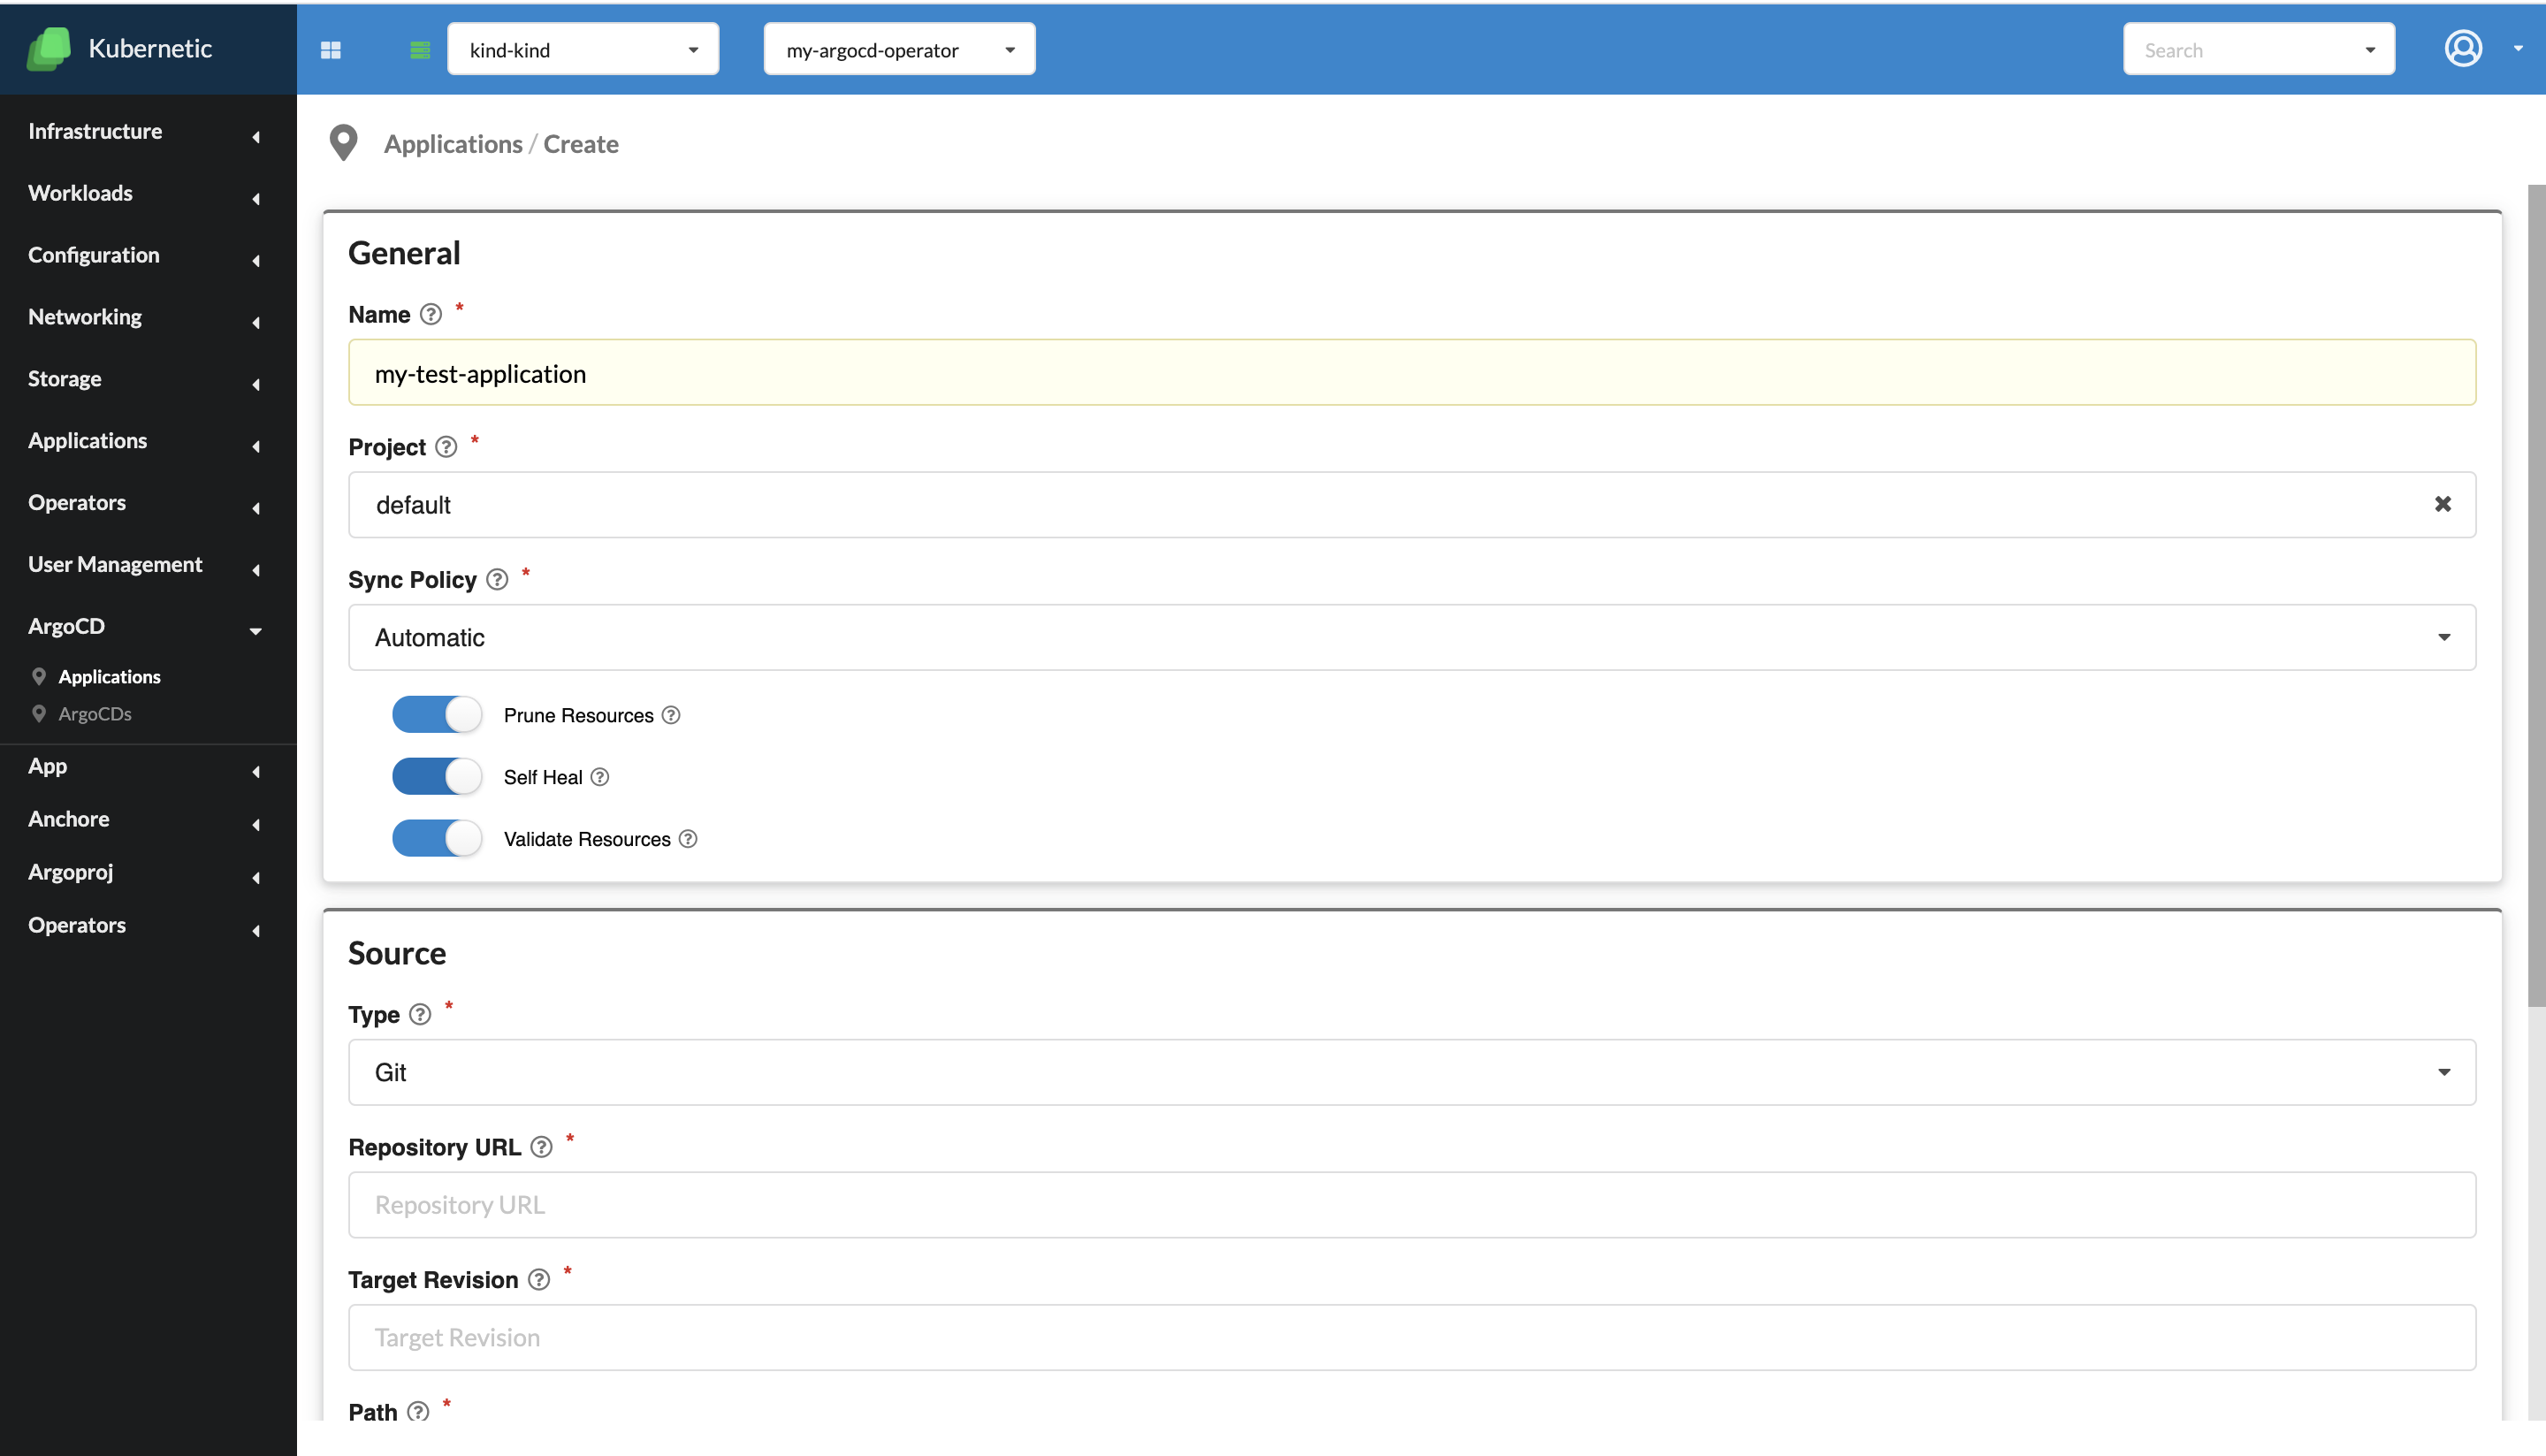 Kubernetic
kind-kind
my-argocd-operator
Search
Infrastructure
Workloads
Configuration
Networking
Storage
Applications
Operators
User Management
ArgoCD
Applications
ArgoCDs
App
Anchore
Argoproj
Operators
Applications / Create
General
Name *
my-test-application
Project *
default
Sync Policy *
Automatic
Prune Resources
Self Heal
Validate Resources
Source
Type *
Git
Repository URL *
Repository URL
Target Revision *
Target Revision
Path *